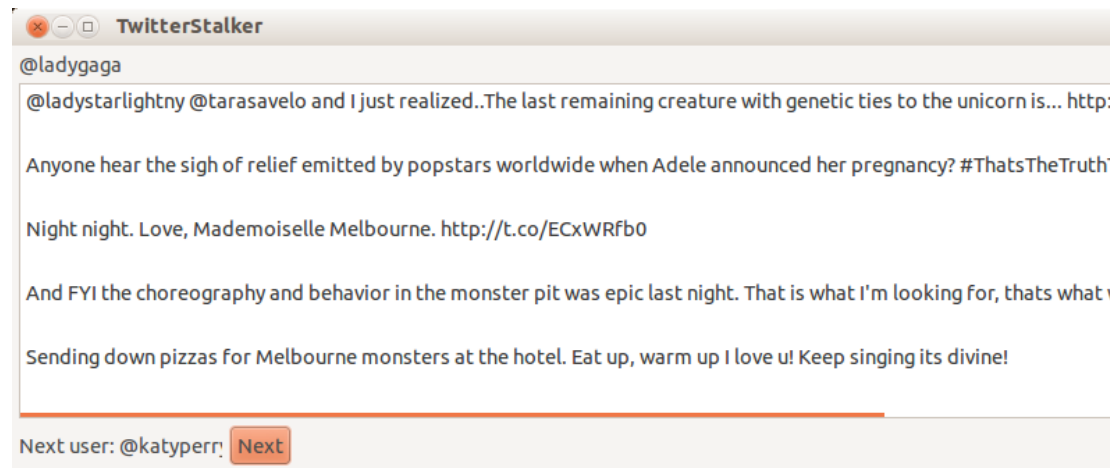 TwitterStalker
@ladygaga
@ladystarlightny @tarasavelo and I just realized..The last remaining creature with genetic ties to the unicorn is... http:
Anyone hear the sigh of relief emitted by popstars worldwide when Adele announced her pregnancy? #ThatsTheTruth
Night night. Love, Mademoiselle Melbourne. http://t.co/ECxWRfb0
And FYI the choreography and behavior in the monster pit was epic last night. That is what I'm looking for, thats what
Sending down pizzas for Melbourne monsters at the hotel. Eat up, warm up I love u! Keep singing its divine!
Next user: @katyperry Next